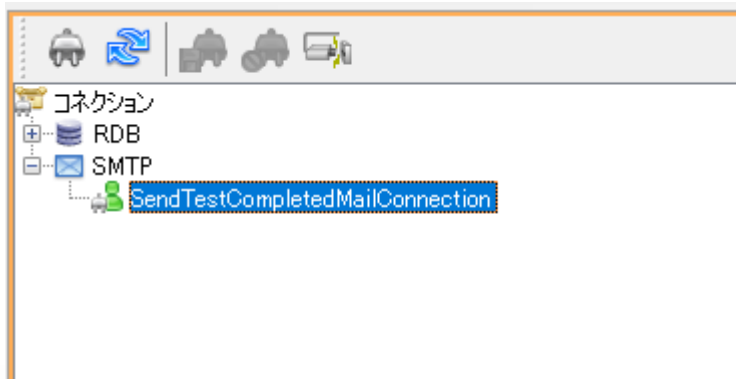 コネクション
RDB
SMTP
SendTestCompletedMailConnection